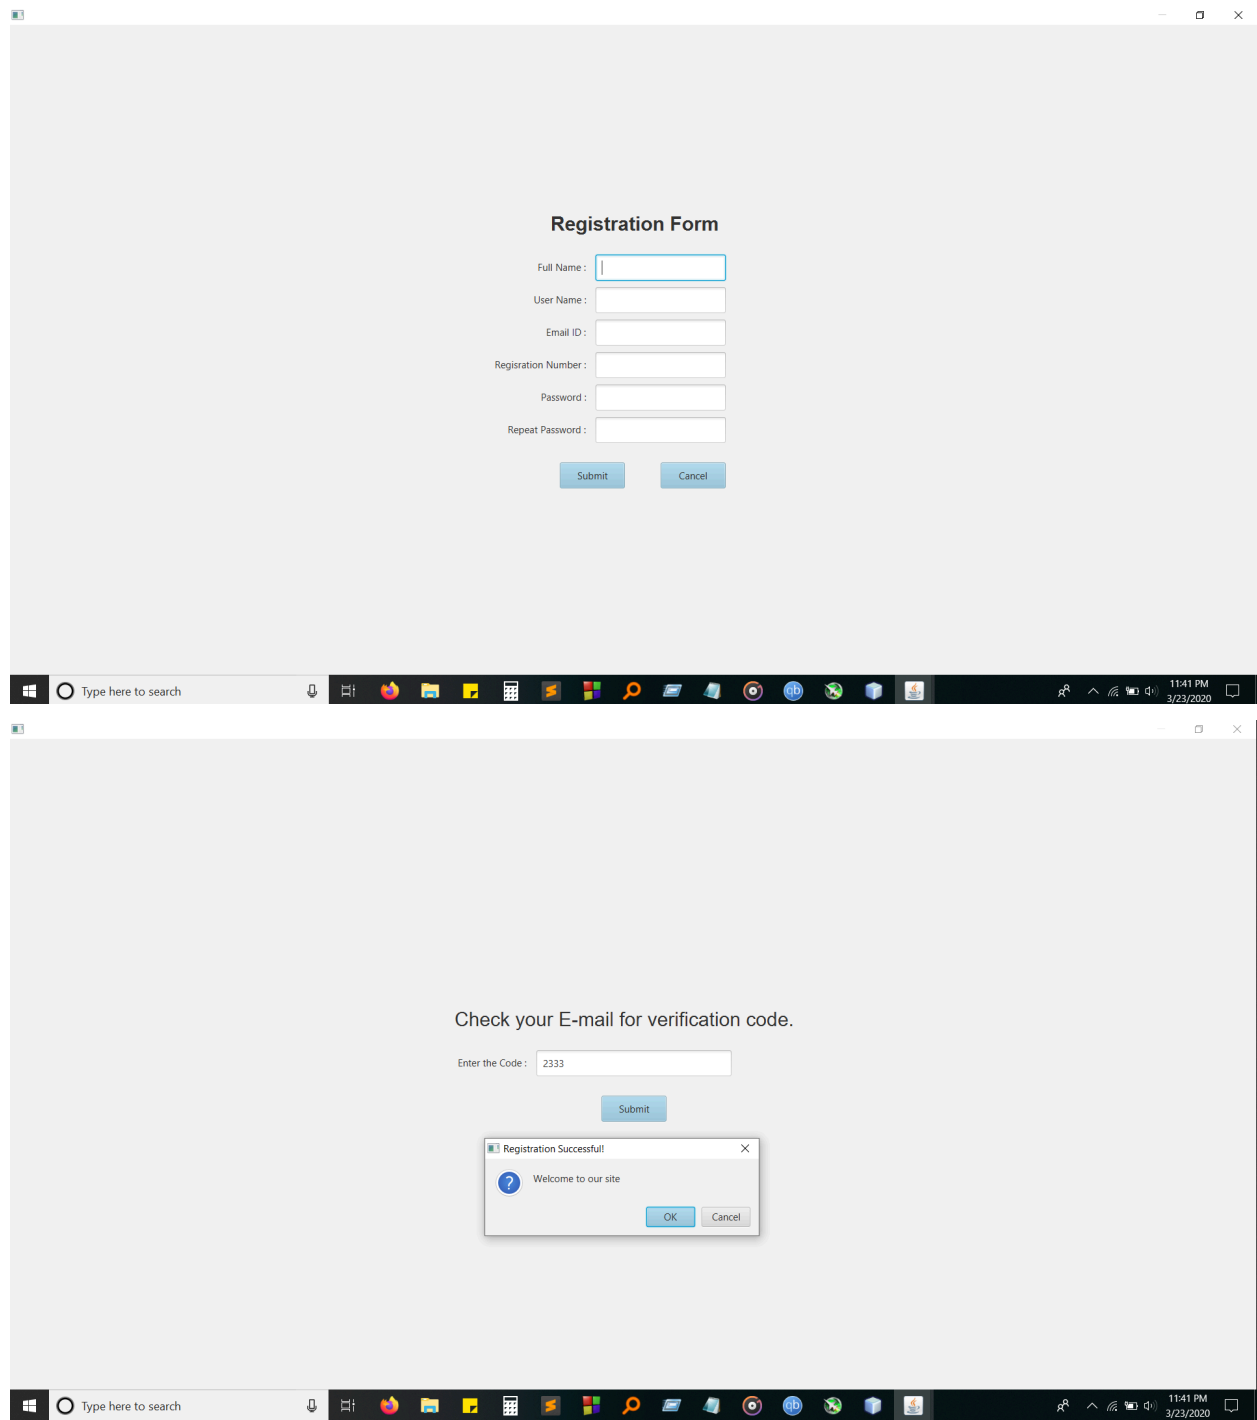 Registration Form
Full Name :
User Name :
Email ID :
Regisration Number :
Password :
Repeat Password :
Submit Cancel
Type here to search
qb
11:41 PM
3/23/2020
Check your E-mail for verification code.
Enter the Code : 2333
Submit
Registration Successful!
? Welcome to our site
OK Cancel
Type here to search
qb
11:41 PM
3/23/2020